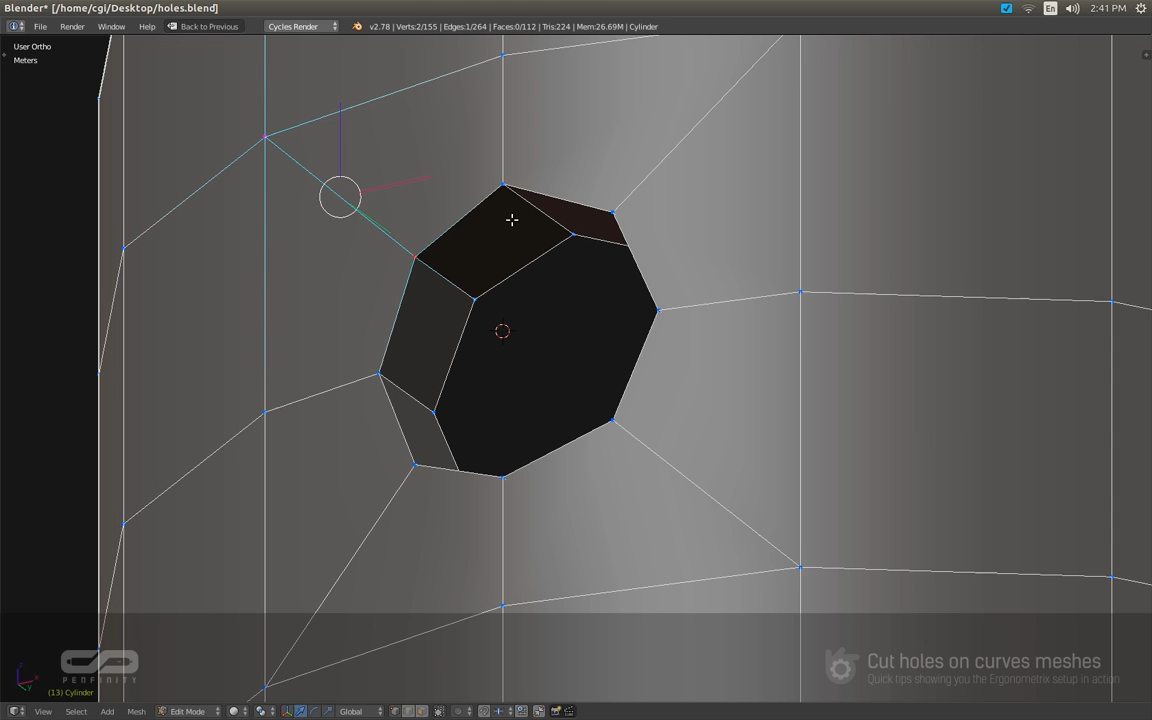 Blender* [/home/cgi/Desktop/holes.blend]
En
2:41 PM
File Render Window Help Back to Previous Cycles Render v2.78 | Verts:2/155 | Edges:1/264 | Faces:0/112 | Tris:224 | Mem:26.69M | Cylinder
User Ortho
Meters
Cut holes on curves meshes
Quick tips showing you the Ergonometrix setup in action
PENFINITY
(13) Cylinder
View Select Add Mesh Edit Mode Global